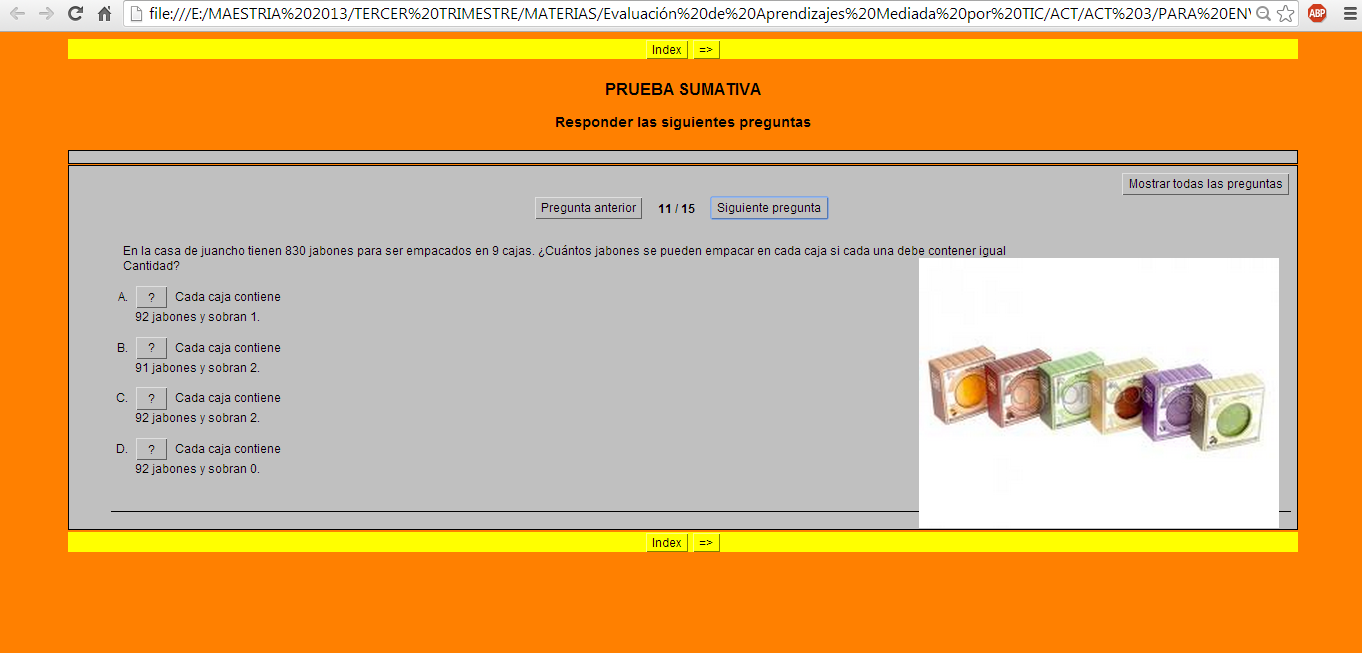 file:///E:/MAESTRIA%202013/TERCER%20TRIMESTRE/MATERIAS/Evaluación%20de%20Aprendizajes%20Mediada%20por%20TIC/ACT/ACT%203/PARA%20EN
ABP
Index =>
PRUEBA SUMATIVA
Responder las siguientes preguntas
Mostrar todas las preguntas
Pregunta anterior 11 / 15 Siguiente pregunta
En la casa de juancho tienen 830 jabones para ser empacados en 9 cajas. ¿Cuántos jabones se pueden empacar en cada caja si cada una debe contener igual
Cantidad?
A. ? Cada caja contiene
92 jabones y sobran 1.
B. ? Cada caja contiene
91 jabones y sobran 2.
C. ? Cada caja contiene
92 jabones y sobran 2.
D. ? Cada caja contiene
92 jabones y sobran 0.
Index =>